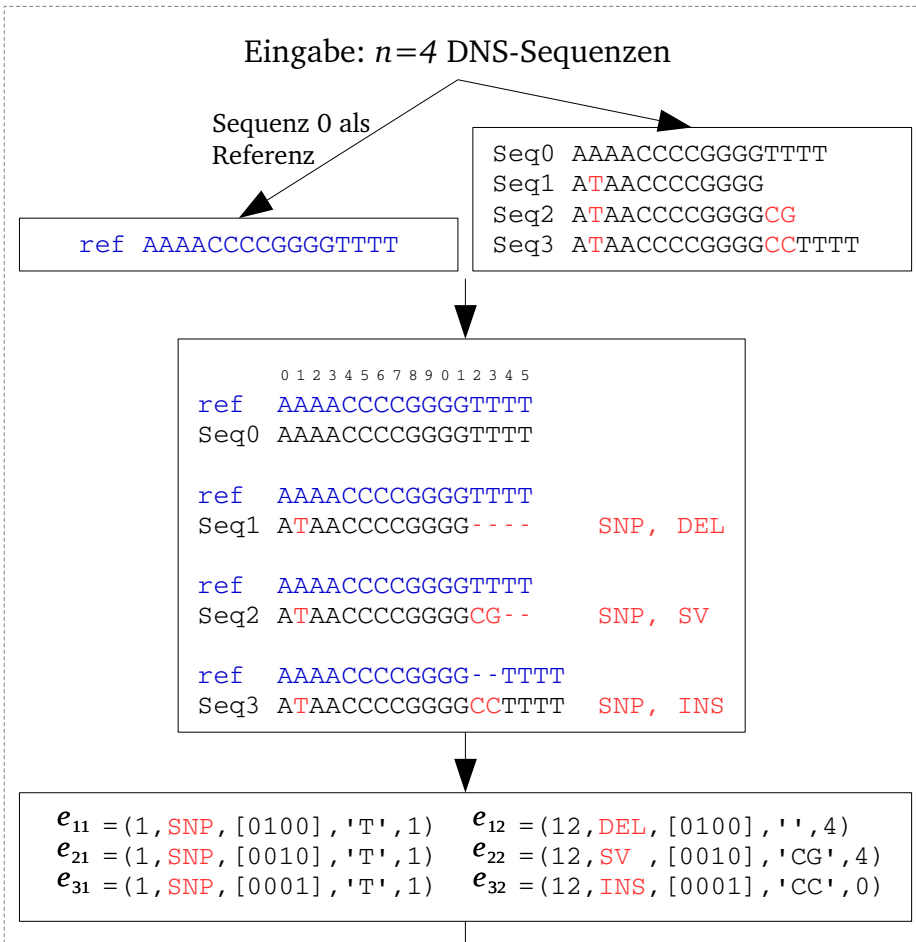 Eingabe: n=4 DNS-Sequenzen
Sequenz 0 als
Referenz
ref AAAACCCCGGGGTTTT
Seq0 AAAACCCCGGGGTTTT
Seq1 ATAACCCCGGGG
Seq2 ATAACCCCGGGGCG
Seq3 ATAACCCCGGGGCCTTTT
0 1 2 3 4 5 6 7 8 9 0 1 2 3 4 5
ref AAAACCCCGGGGTTTT
Seq0 AAAACCCCGGGGTTTT
ref AAAACCCCGGGGTTTT
Seq1 ATAACCCCGGGG---- SNP, DEL
ref AAAACCCCGGGGTTTT
Seq2 ATAACCCCGGGGCG-- SNP, SV
ref AAAACCCCGGGG--TTTT
Seq3 ATAACCCCGGGGCCTTTT SNP, INS
e11 =(1,SNP,[0100],'T',1) e12 =(12,DEL,[0100],'',4)
e21 =(1,SNP,[0010],'T',1) e22 =(12,SV ,[0010],'CG',4)
e31 =(1,SNP,[0001],'T',1) e32 =(12,INS,[0001],'CC',0)